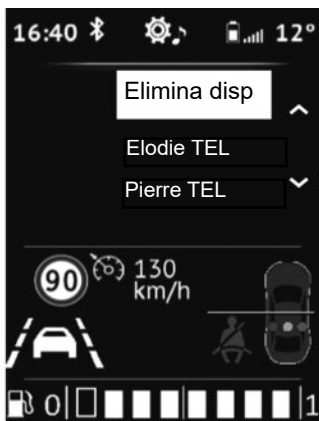 16:40 12°
Elimina disp
Elodie TEL
Pierre TEL
90 130
km/h
0 1